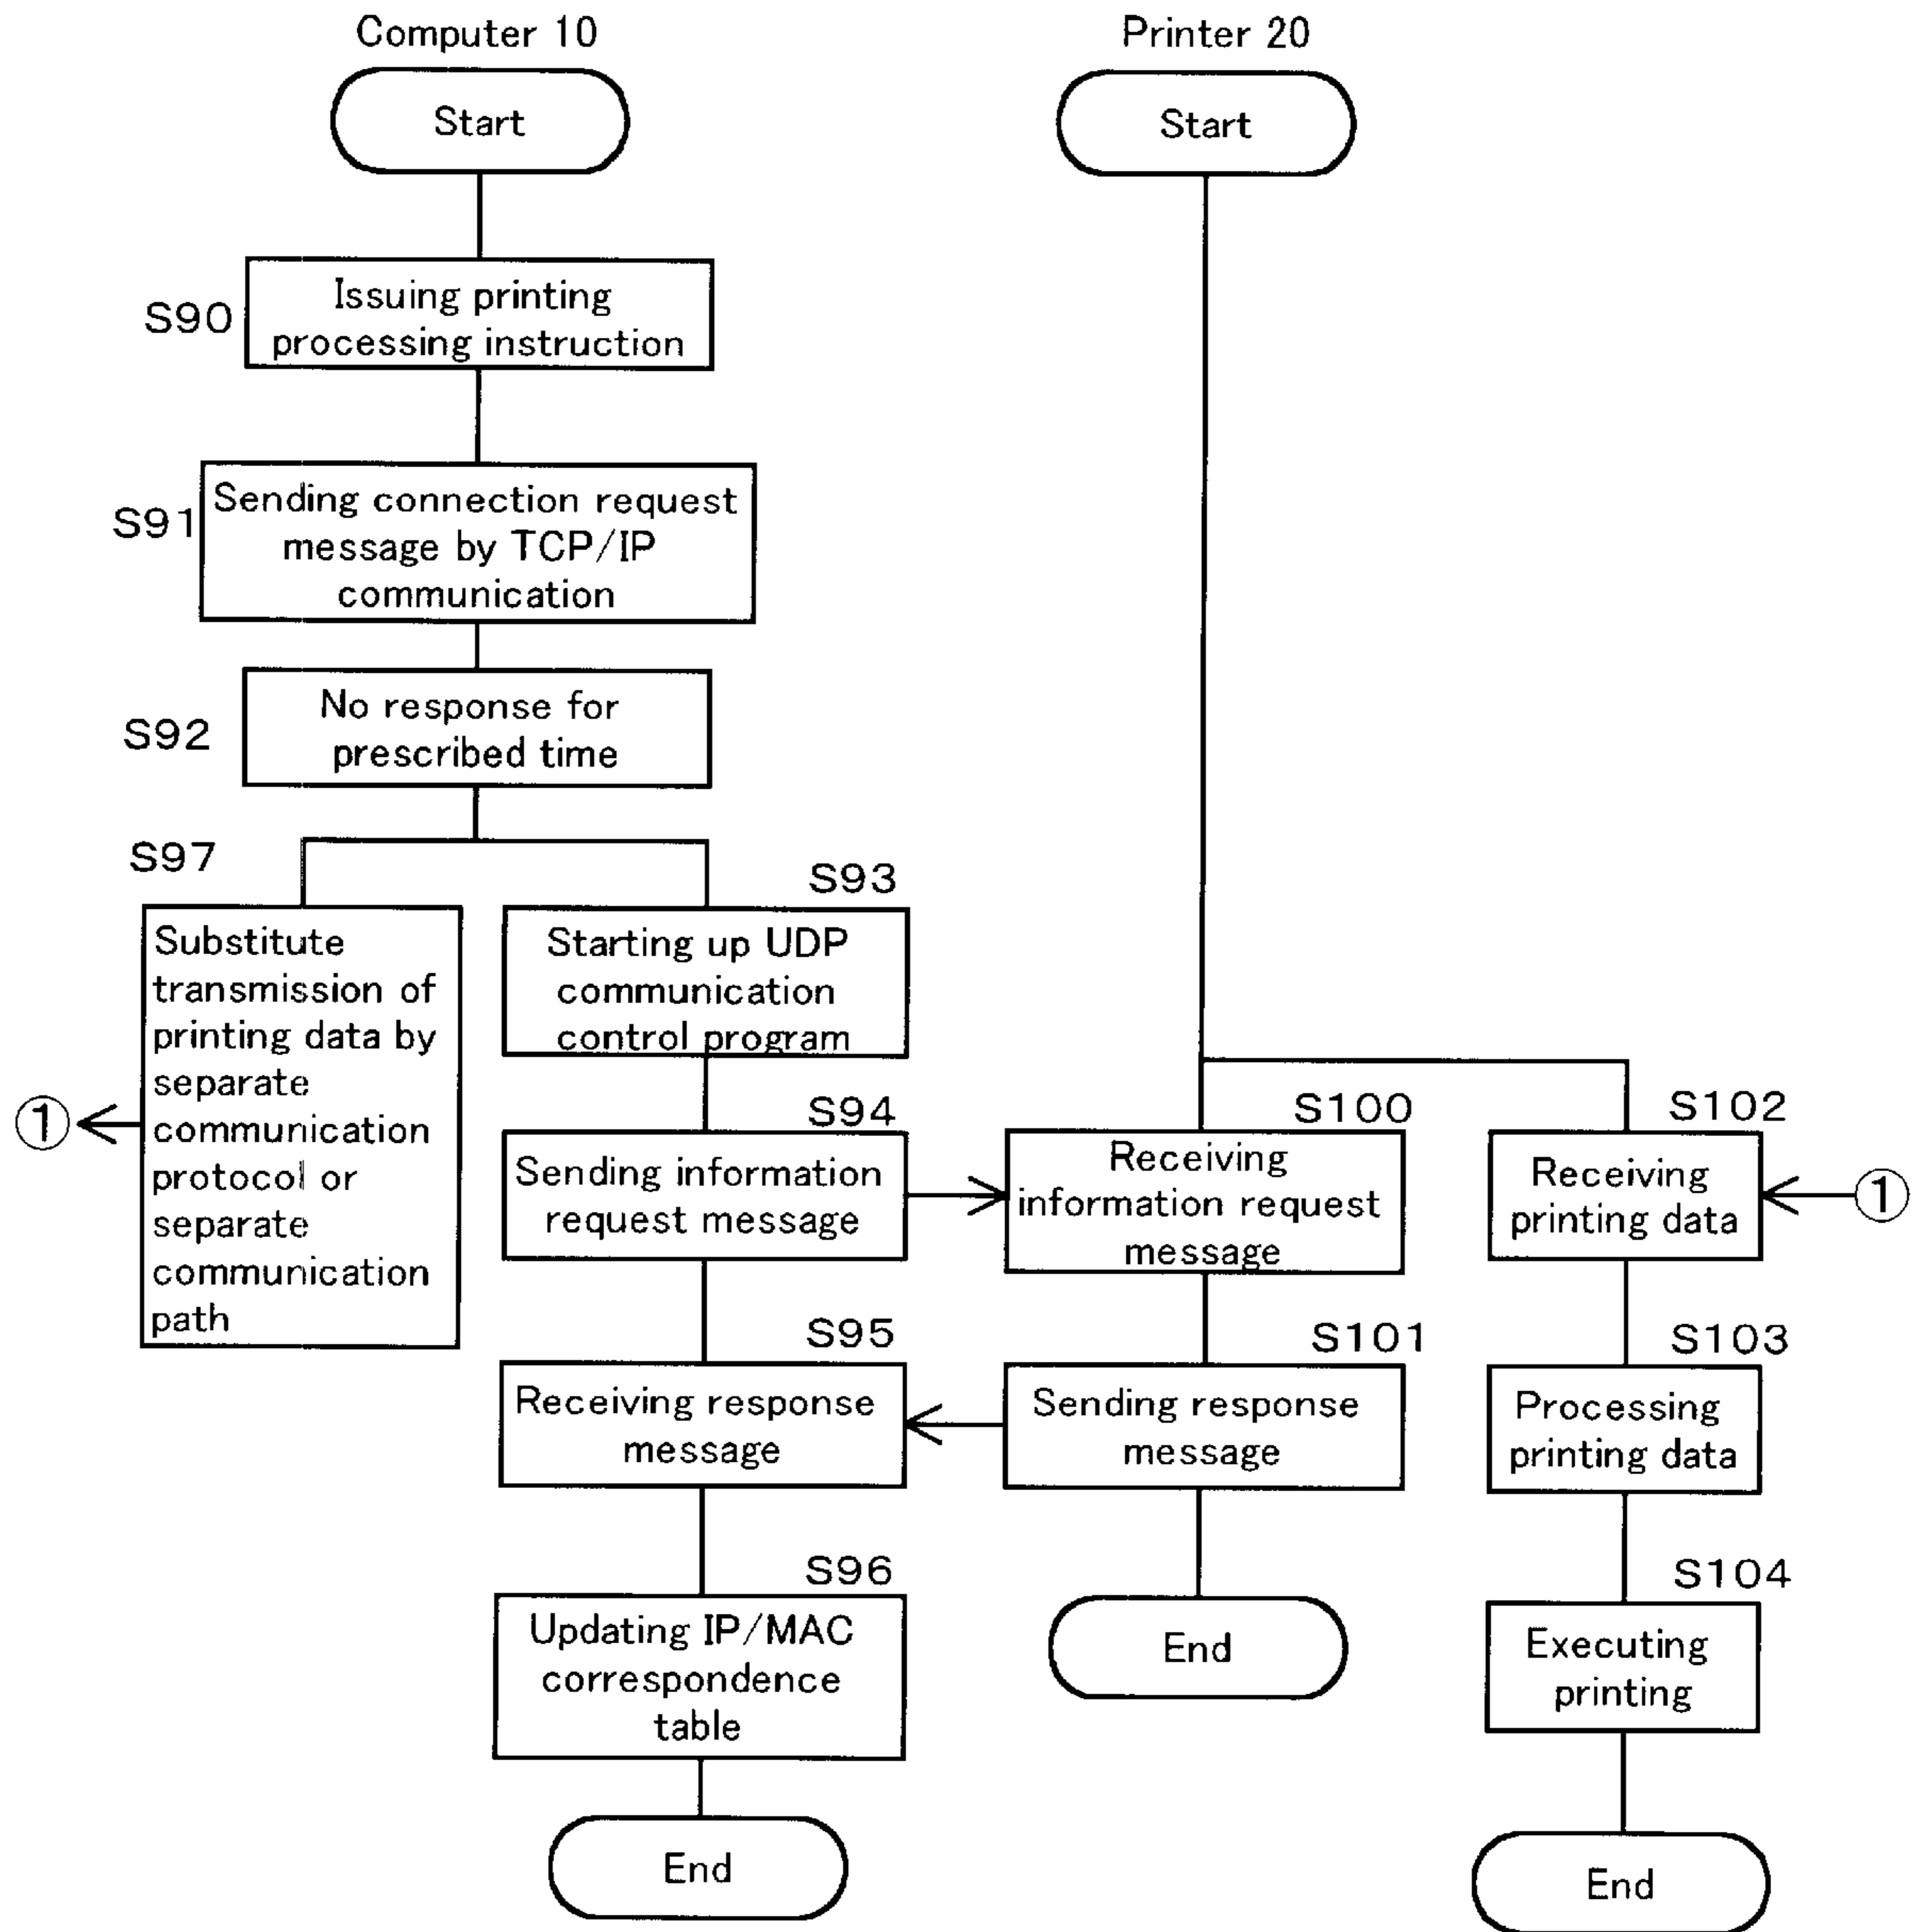 Computer 10
Start
S90
Issuing printing
processing instruction
S91
Sending connection request
message by TCP/IP
communication
S92
No response for
prescribed time
S97
Substitute
transmission of
printing data by
separate
communication
protocol or
separate
communication
path
①
S93
Starting up UDP
communication
control program
S94
Sending information
request message
S95
Receiving response
message
S96
Updating IP/MAC
correspondence
table
End
Printer 20
Start
S100
Receiving
information request
message
S101
Sending response
message
End
S102
Receiving
printing data
①
S103
Processing
printing data
S104
Executing
printing
End